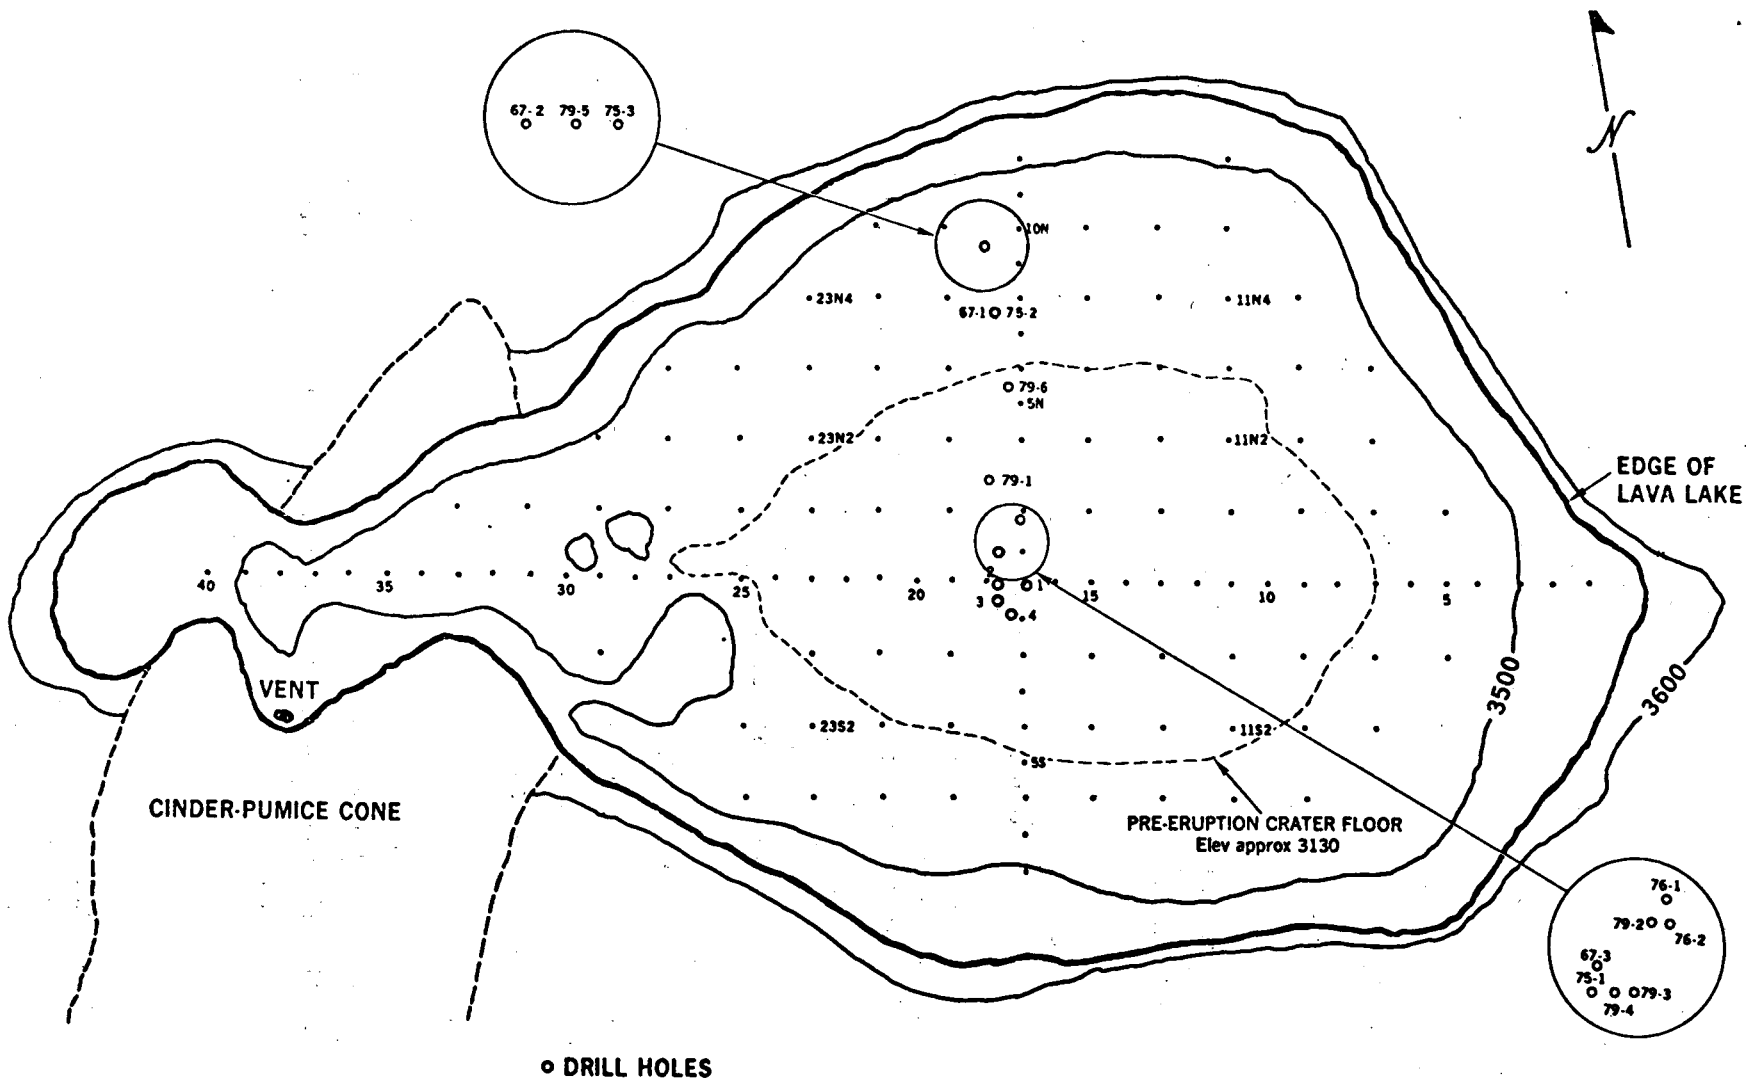 N
67-2 79-5 75-3
10N
23N4
11N4
67-1 75-2
79-6
5N
23N2
11N2
79-1
EDGE OF
LAVA LAKE
40
35
30
25
20
15
10
5
2
1
3
4
VENT
3500
3600
23S2
11S2
5S
CINDER-PUMICE CONE
PRE-ERUPTION CRATER FLOOR
Elev approx 3130
76-1
79-2
76-2
67-3
75-1
79-3
79-4
DRILL HOLES